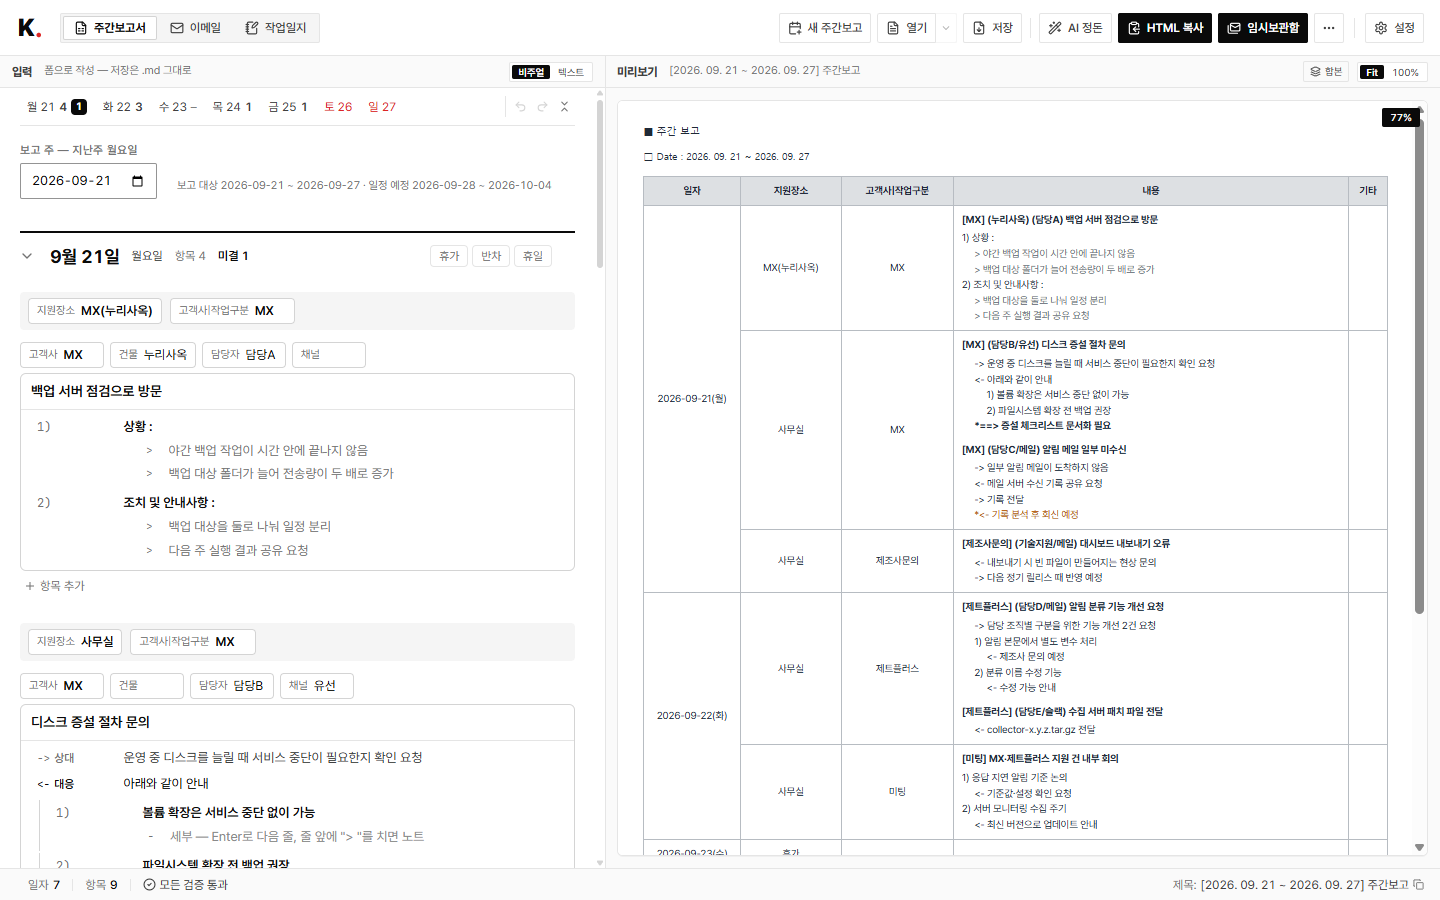 K.
주간보고서
이메일
작업일지
새 주간보고
열기
저장
AI 정돈
HTML 복사
임시보관함
설정
입력 폼으로 작성 — 저장은 .md 그대로
비주얼 텍스트
월 21 4 1 화 22 3 수 23 – 목 24 1 금 25 1 토 26 일 27
보고 주 — 지난주 월요일
2026-09-21
보고 대상 2026-09-21 ~ 2026-09-27 · 일정 예정 2026-09-28 ~ 2026-10-04
9월 21일 월요일 항목 4 미결 1
휴가 반차 휴일
지원장소 MX(누리사옥) 고객사|작업구분 MX
고객사 MX 건물 누리사옥 담당자 담당A 채널
백업 서버 점검으로 방문
1) 상황 :
> 야간 백업 작업이 시간 안에 끝나지 않음
> 백업 대상 폴더가 늘어 전송량이 두 배로 증가
2) 조치 및 안내사항 :
> 백업 대상을 둘로 나눠 일정 분리
> 다음 주 실행 결과 공유 요청
+ 항목 추가
지원장소 사무실 고객사|작업구분 MX
고객사 MX 건물 담당자 담당B 채널 유선
디스크 증설 절차 문의
-> 상대 운영 중 디스크를 늘릴 때 서비스 중단이 필요한지 확인 요청
<- 대응 아래와 같이 안내
1) 볼륨 확장은 서비스 중단 없이 가능
- 세부 — Enter로 다음 줄, 줄 앞에 "> "를 치면 노트
2) 파일시스템 확장 전 백업 권장
미리보기 [2026. 09. 21 ~ 2026. 09. 27] 주간보고
합본
Fit 100%
77%
■ 주간 보고
□ Date : 2026. 09. 21 ~ 2026. 09. 27
일자 지원장소 고객사|작업구분 내용 기타
2026-09-21(월)
MX(누리사옥) MX
[MX] (누리사옥) (담당A) 백업 서버 점검으로 방문
1) 상황 :
> 야간 백업 작업이 시간 안에 끝나지 않음
> 백업 대상 폴더가 늘어 전송량이 두 배로 증가
2) 조치 및 안내사항 :
> 백업 대상을 둘로 나눠 일정 분리
> 다음 주 실행 결과 공유 요청
사무실 MX
[MX] (담당B/유선) 디스크 증설 절차 문의
-> 운영 중 디스크를 늘릴 때 서비스 중단이 필요한지 확인 요청
<- 아래와 같이 안내
1) 볼륨 확장은 서비스 중단 없이 가능
2) 파일시스템 확장 전 백업 권장
*==> 증설 체크리스트 문서화 필요
[MX] (담당C/메일) 알림 메일 일부 미수신
-> 일부 알림 메일이 도착하지 않음
<- 메일 서버 수신 기록 공유 요청
-> 기록 전달
*<- 기록 분석 후 회신 예정
사무실 제조사문의
[제조사문의] (기술지원/메일) 대시보드 내보내기 오류
<- 내보내기 시 빈 파일이 만들어지는 현상 문의
-> 다음 정기 릴리스 때 반영 예정
2026-09-22(화)
사무실 제트플러스
[제트플러스] (담당D/메일) 알림 분류 기능 개선 요청
-> 담당 조직별 구분을 위한 기능 개선 2건 요청
1) 알림 본문에서 별도 변수 처리
<- 제조사 문의 예정
2) 분류 이름 수정 기능
<- 수정 가능 안내
[제트플러스] (담당E/슬랙) 수집 서버 패치 파일 전달
<- collector-x.y.z.tar.gz 전달
사무실 미팅
[미팅] MX·제트플러스 지원 건 내부 회의
1) 응답 지연 알림 기준 논의
<- 기준값·설정 확인 요청
2) 서버 모니터링 수집 주기
<- 최신 버전으로 업데이트 안내
2026-09-23(수) 휴가
일자 7 항목 9 모든 검증 통과
제목: [2026. 09. 21 ~ 2026. 09. 27] 주간보고